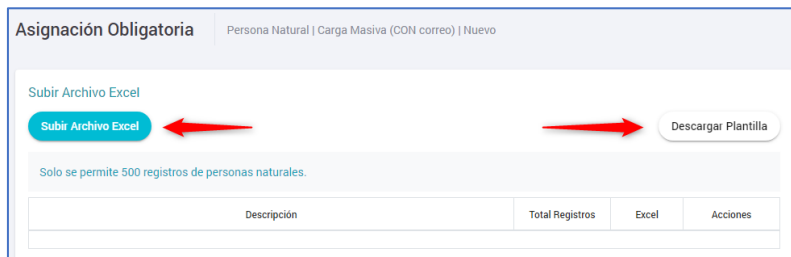 Asignación Obligatoria Persona Natural | Carga Masiva (CON correo) | Nuevo
Subir Archivo Excel
Subir Archivo Excel Descargar Plantilla
Solo se permite 500 registros de personas naturales.
Descripción Total Registros Excel Acciones